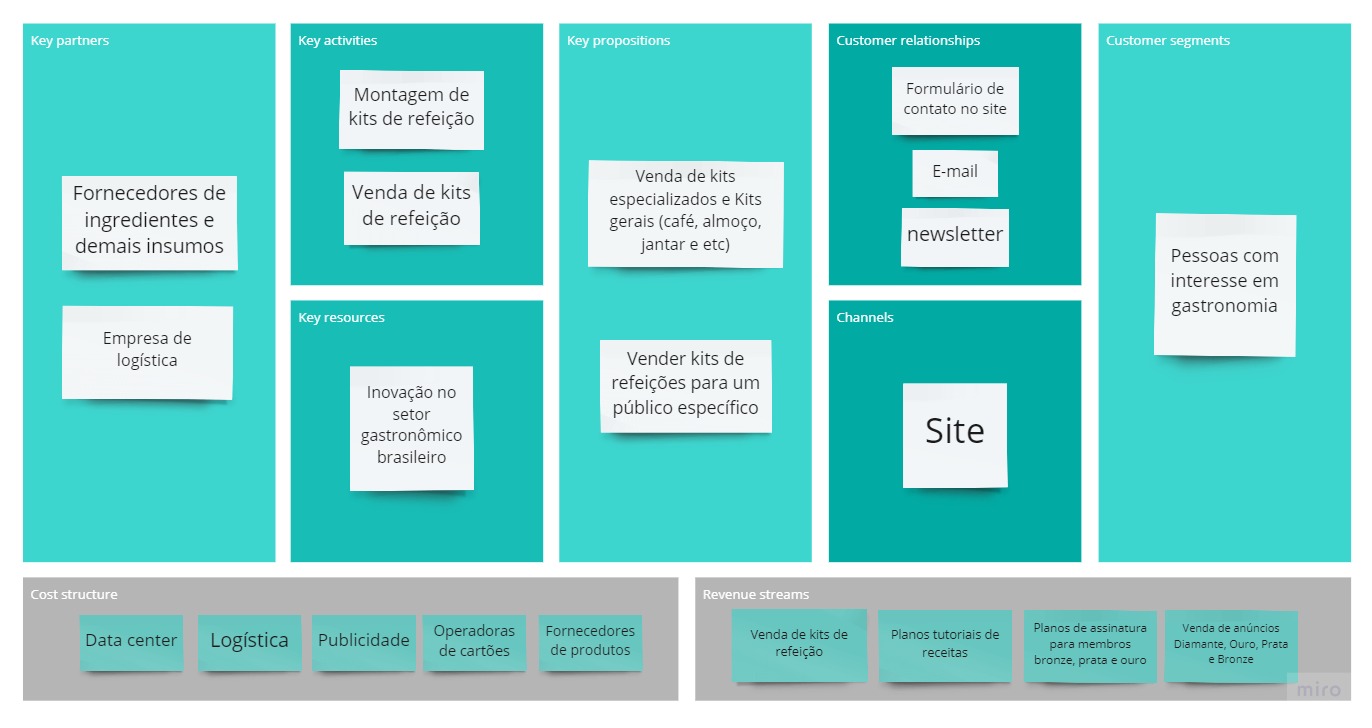 Key partners
Fornecedores de
ingredientes e
demais insumos
Empresa de
logística
Key activities
Montagem de
kits de refeição
Venda de kits
de refeição
Key resources
Inovação no
setor
gastronômico
brasileiro
Key propositions
Venda de kits
especializados e Kits
gerais (café, almoço,
jantar e etc)
Vender kits de
refeições para um
público específico
Customer relationships
Formulário de
contato no site
E-mail
newsletter
Channels
Site
Customer segments
Pessoas com
interesse em
gastronomia
Cost structure
Data center
Logística
Publicidade
Operadoras
de cartões
Fornecedores
de produtos
Revenue streams
Venda de kits de
refeição
Planos tutoriais de
receitas
Planos de assinatura
para membros
bronze, prata e ouro
Venda de anúncios
Diamante, Ouro, Prata
e Bronze
miro